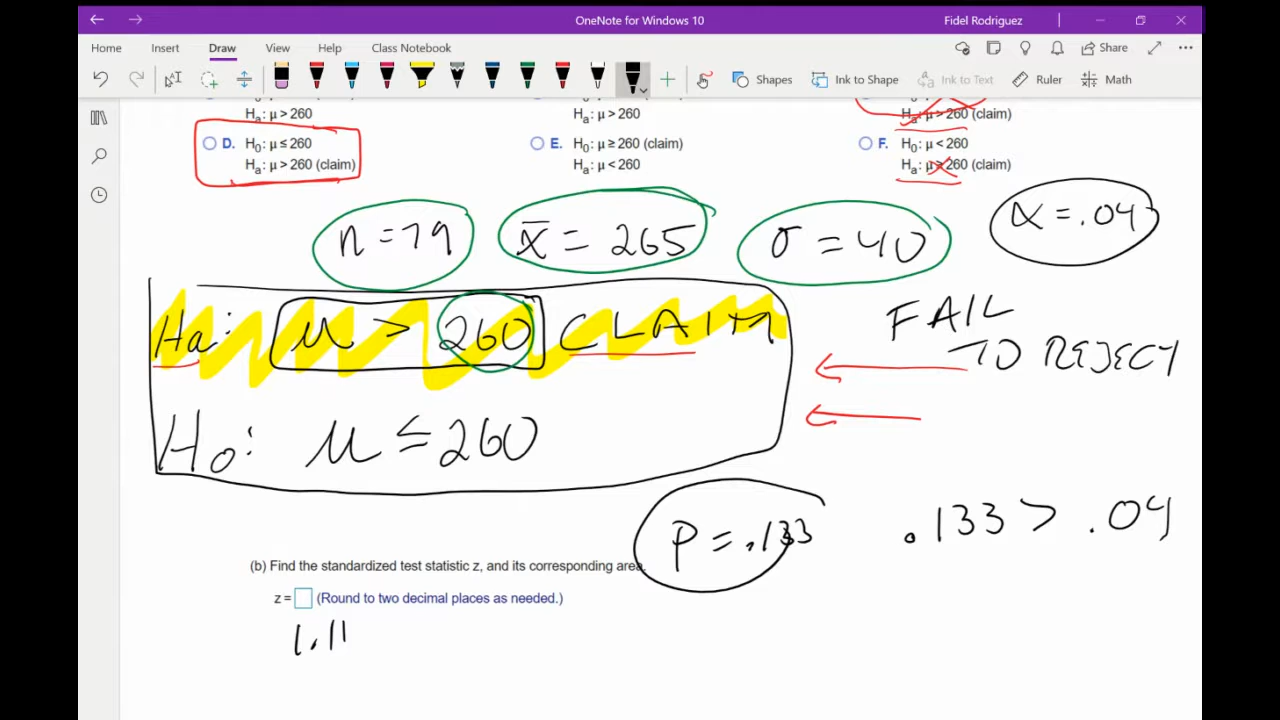 OneNote for Windows 10
Fidel Rodriguez
Home Insert Draw View Help Class Notebook Share
Shapes Ink to Shape Ink to Text Ruler Math
Hₐ: μ > 260
Hₐ: μ > 260
Hₐ: μ > 260 (claim)
D. H₀: μ ≤ 260
Hₐ: μ > 260 (claim)
E. H₀: μ ≥ 260 (claim)
Hₐ: μ < 260
F. H₀: μ < 260
Hₐ: μ ≥ 260 (claim)
n = 79
x̄ = 265
σ = 40
α = .04
Ha: μ > 260 CLAIM
FAIL
TO REJECT
Ho: μ ≤ 260
P = .133
.133 > .04
(b) Find the standardized test statistic z, and its corresponding area.
z = (Round to two decimal places as needed.)
1.11